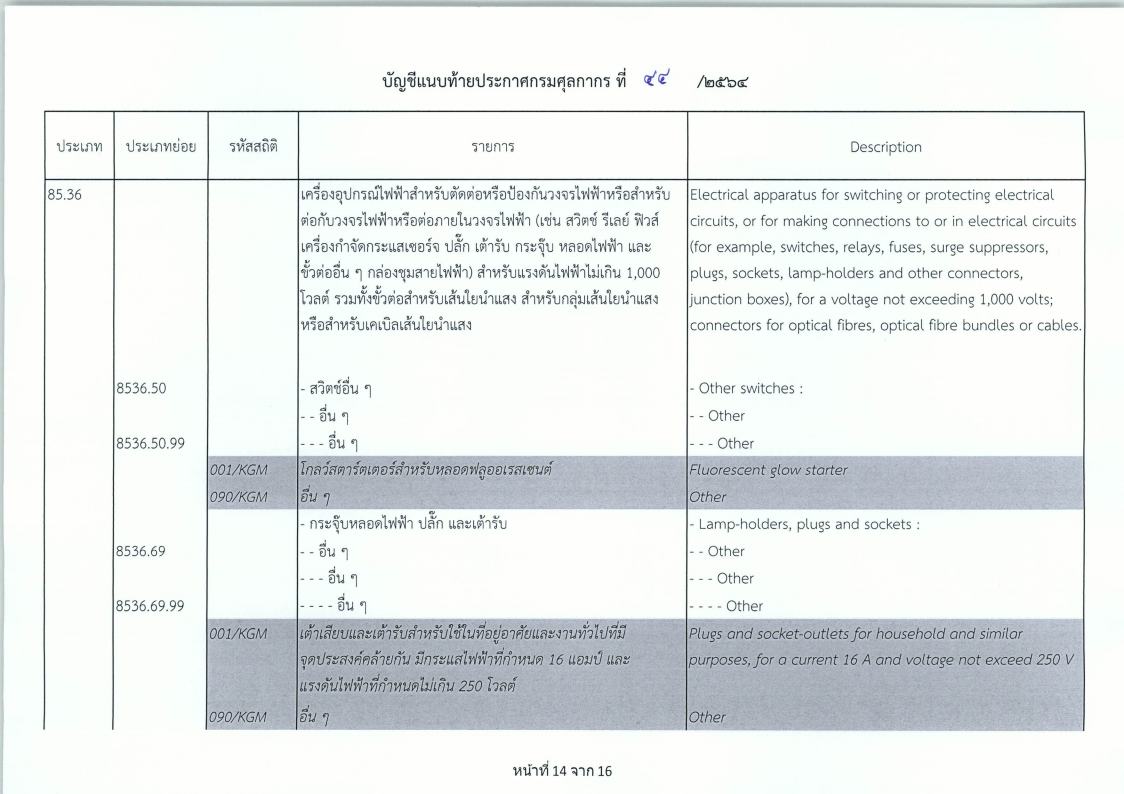 บัญชีแนบท้ายประกาศกรมศุลกากร ที่ /๒๕๖๔
ประเภท ประเภทย่อย รหัสสถิติ รายการ Description
85.36 เครื่องอุปกรณ์ไฟฟ้าสำหรับตัดต่อหรือป้องกันวงจรไฟฟ้าหรือสำหรับ Electrical apparatus for switching or protecting electrical
ต่อกับวงจรไฟฟ้าหรือต่อภายในวงจรไฟฟ้า (เช่น สวิตช์ รีเลย์ ฟิวส์ circuits, or for making connections to or in electrical circuits
เครื่องกำจัดกระแสเซอร์จ ปลั๊ก เต้ารับ กระจุ๊บ หลอดไฟฟ้า และ (for example, switches, relays, fuses, surge suppressors,
ขั้วต่ออื่น ๆ กล่องชุมสายไฟฟ้า) สำหรับแรงดันไฟฟ้าไม่เกิน 1,000 plugs, sockets, lamp-holders and other connectors,
โวลต์ รวมทั้งขั้วต่อสำหรับเส้นใยนำแสง สำหรับกลุ่มเส้นใยนำแสง junction boxes), for a voltage not exceeding 1,000 volts;
หรือสำหรับเคเบิลเส้นใยนำแสง connectors for optical fibres, optical fibre bundles or cables.
8536.50 - สวิตช์อื่น ๆ - Other switches :
- - อื่น ๆ - - Other
8536.50.99 - - - อื่น ๆ - - - Other
001/KGM โกลว์สตาร์ตเตอร์สำหรับหลอดฟลูออเรสเซนต์ Fluorescent glow starter
090/KGM อื่น ๆ Other
- กระจุ๊บหลอดไฟฟ้า ปลั๊ก และเต้ารับ - Lamp-holders, plugs and sockets :
8536.69 - - อื่น ๆ - - Other
- - - อื่น ๆ - - - Other
8536.69.99 - - - - อื่น ๆ - - - - Other
001/KGM เต้าเสียบและเต้ารับสำหรับใช้ในที่อยู่อาศัยและงานทั่วไปที่มี Plugs and socket-outlets for household and similar
จุดประสงค์คล้ายกัน มีกระแสไฟฟ้าที่กำหนด 16 แอมป์ และ purposes, for a current 16 A and voltage not exceed 250 V
แรงดันไฟฟ้าที่กำหนดไม่เกิน 250 โวลต์
090/KGM อื่น ๆ Other
หน้าที่ 14 จาก 16